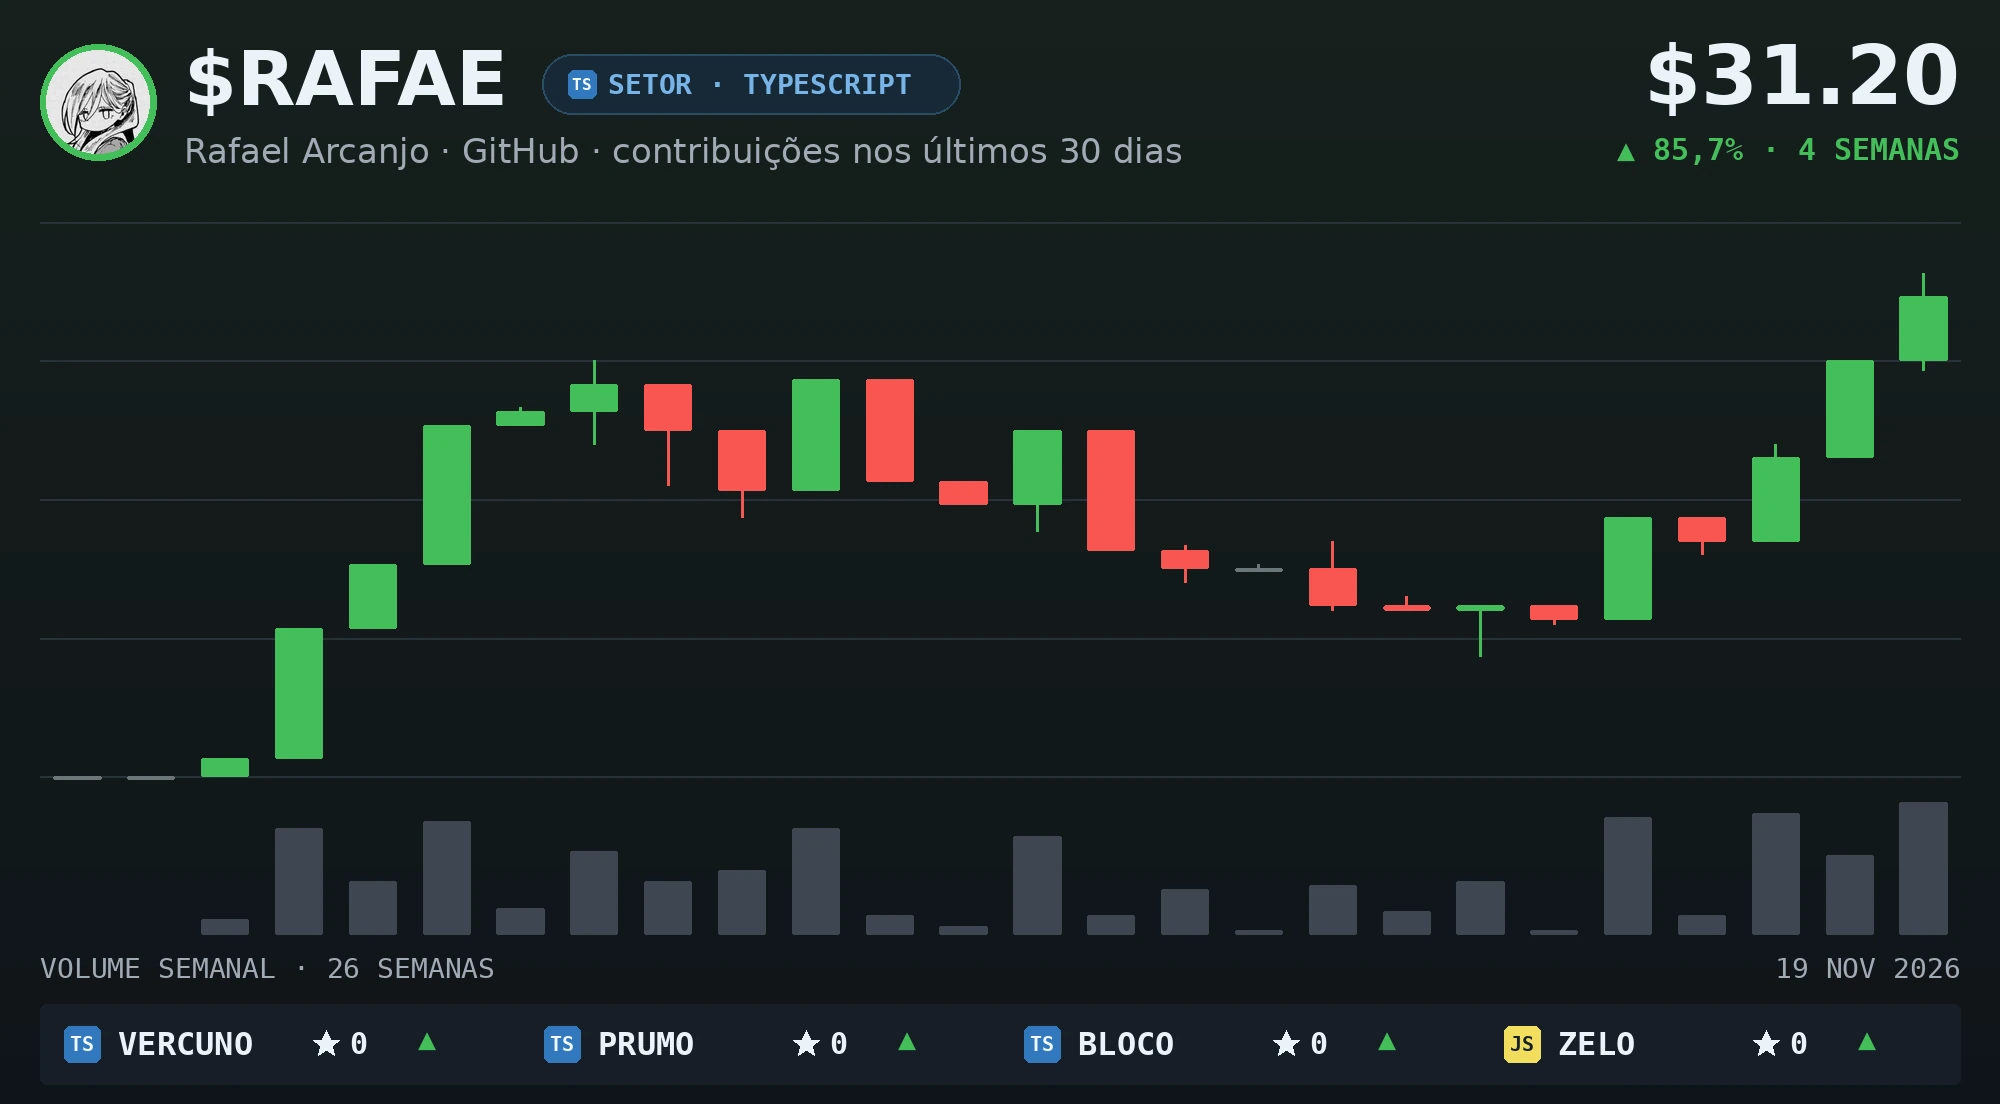 $RAFAE
TS SETOR · TYPESCRIPT
$31.20
Rafael Arcanjo · GitHub · contribuições nos últimos 30 dias
▲ 85,7% · 4 SEMANAS
VOLUME SEMANAL · 26 SEMANAS
19 NOV 2026
TS VERCUNO ★ 0 ▲
TS PRUMO ★ 0 ▲
TS BLOCO ★ 0 ▲
JS ZELO ★ 0 ▲